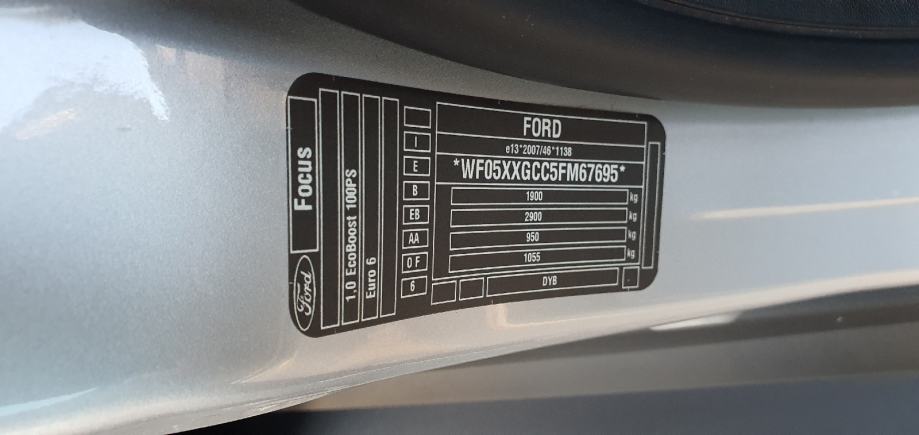 FORD
e13*2007/46*1138
*WF05XXGCC5FM67695*
1900 kg
2900 kg
950 kg
1055 kg
DYB
I
E
B
EB
AA
0 F
6
Ford Focus
1,0 EcoBoost 100PS
Euro 6